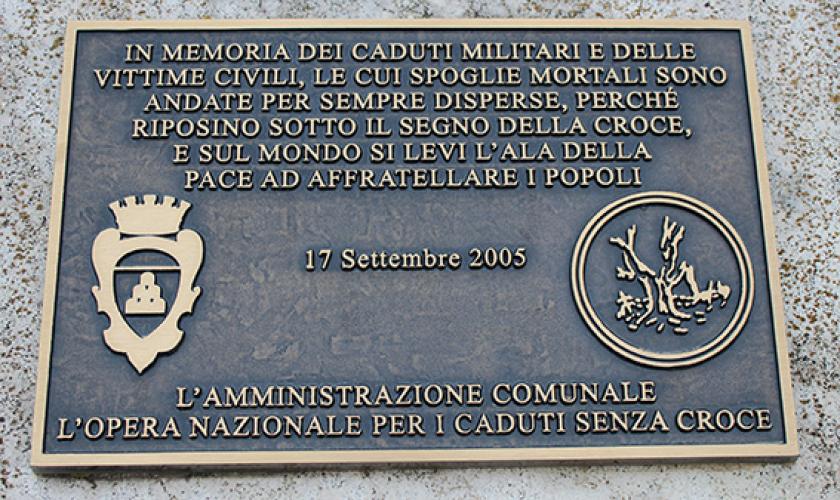 IN MEMORIA DEI CADUTI MILITARI E DELLE
VITTIME CIVILI, LE CUI SPOGLIE MORTALI SONO
ANDATE PER SEMPRE DISPERSE, PERCHÉ
RIPOSINO SOTTO IL SEGNO DELLA CROCE,
E SUL MONDO SI LEVI L'ALA DELLA
PACE AD AFFRATELLARE I POPOLI
17 Settembre 2005
L'AMMINISTRAZIONE COMUNALE
L'OPERA NAZIONALE PER I CADUTI SENZA CROCE